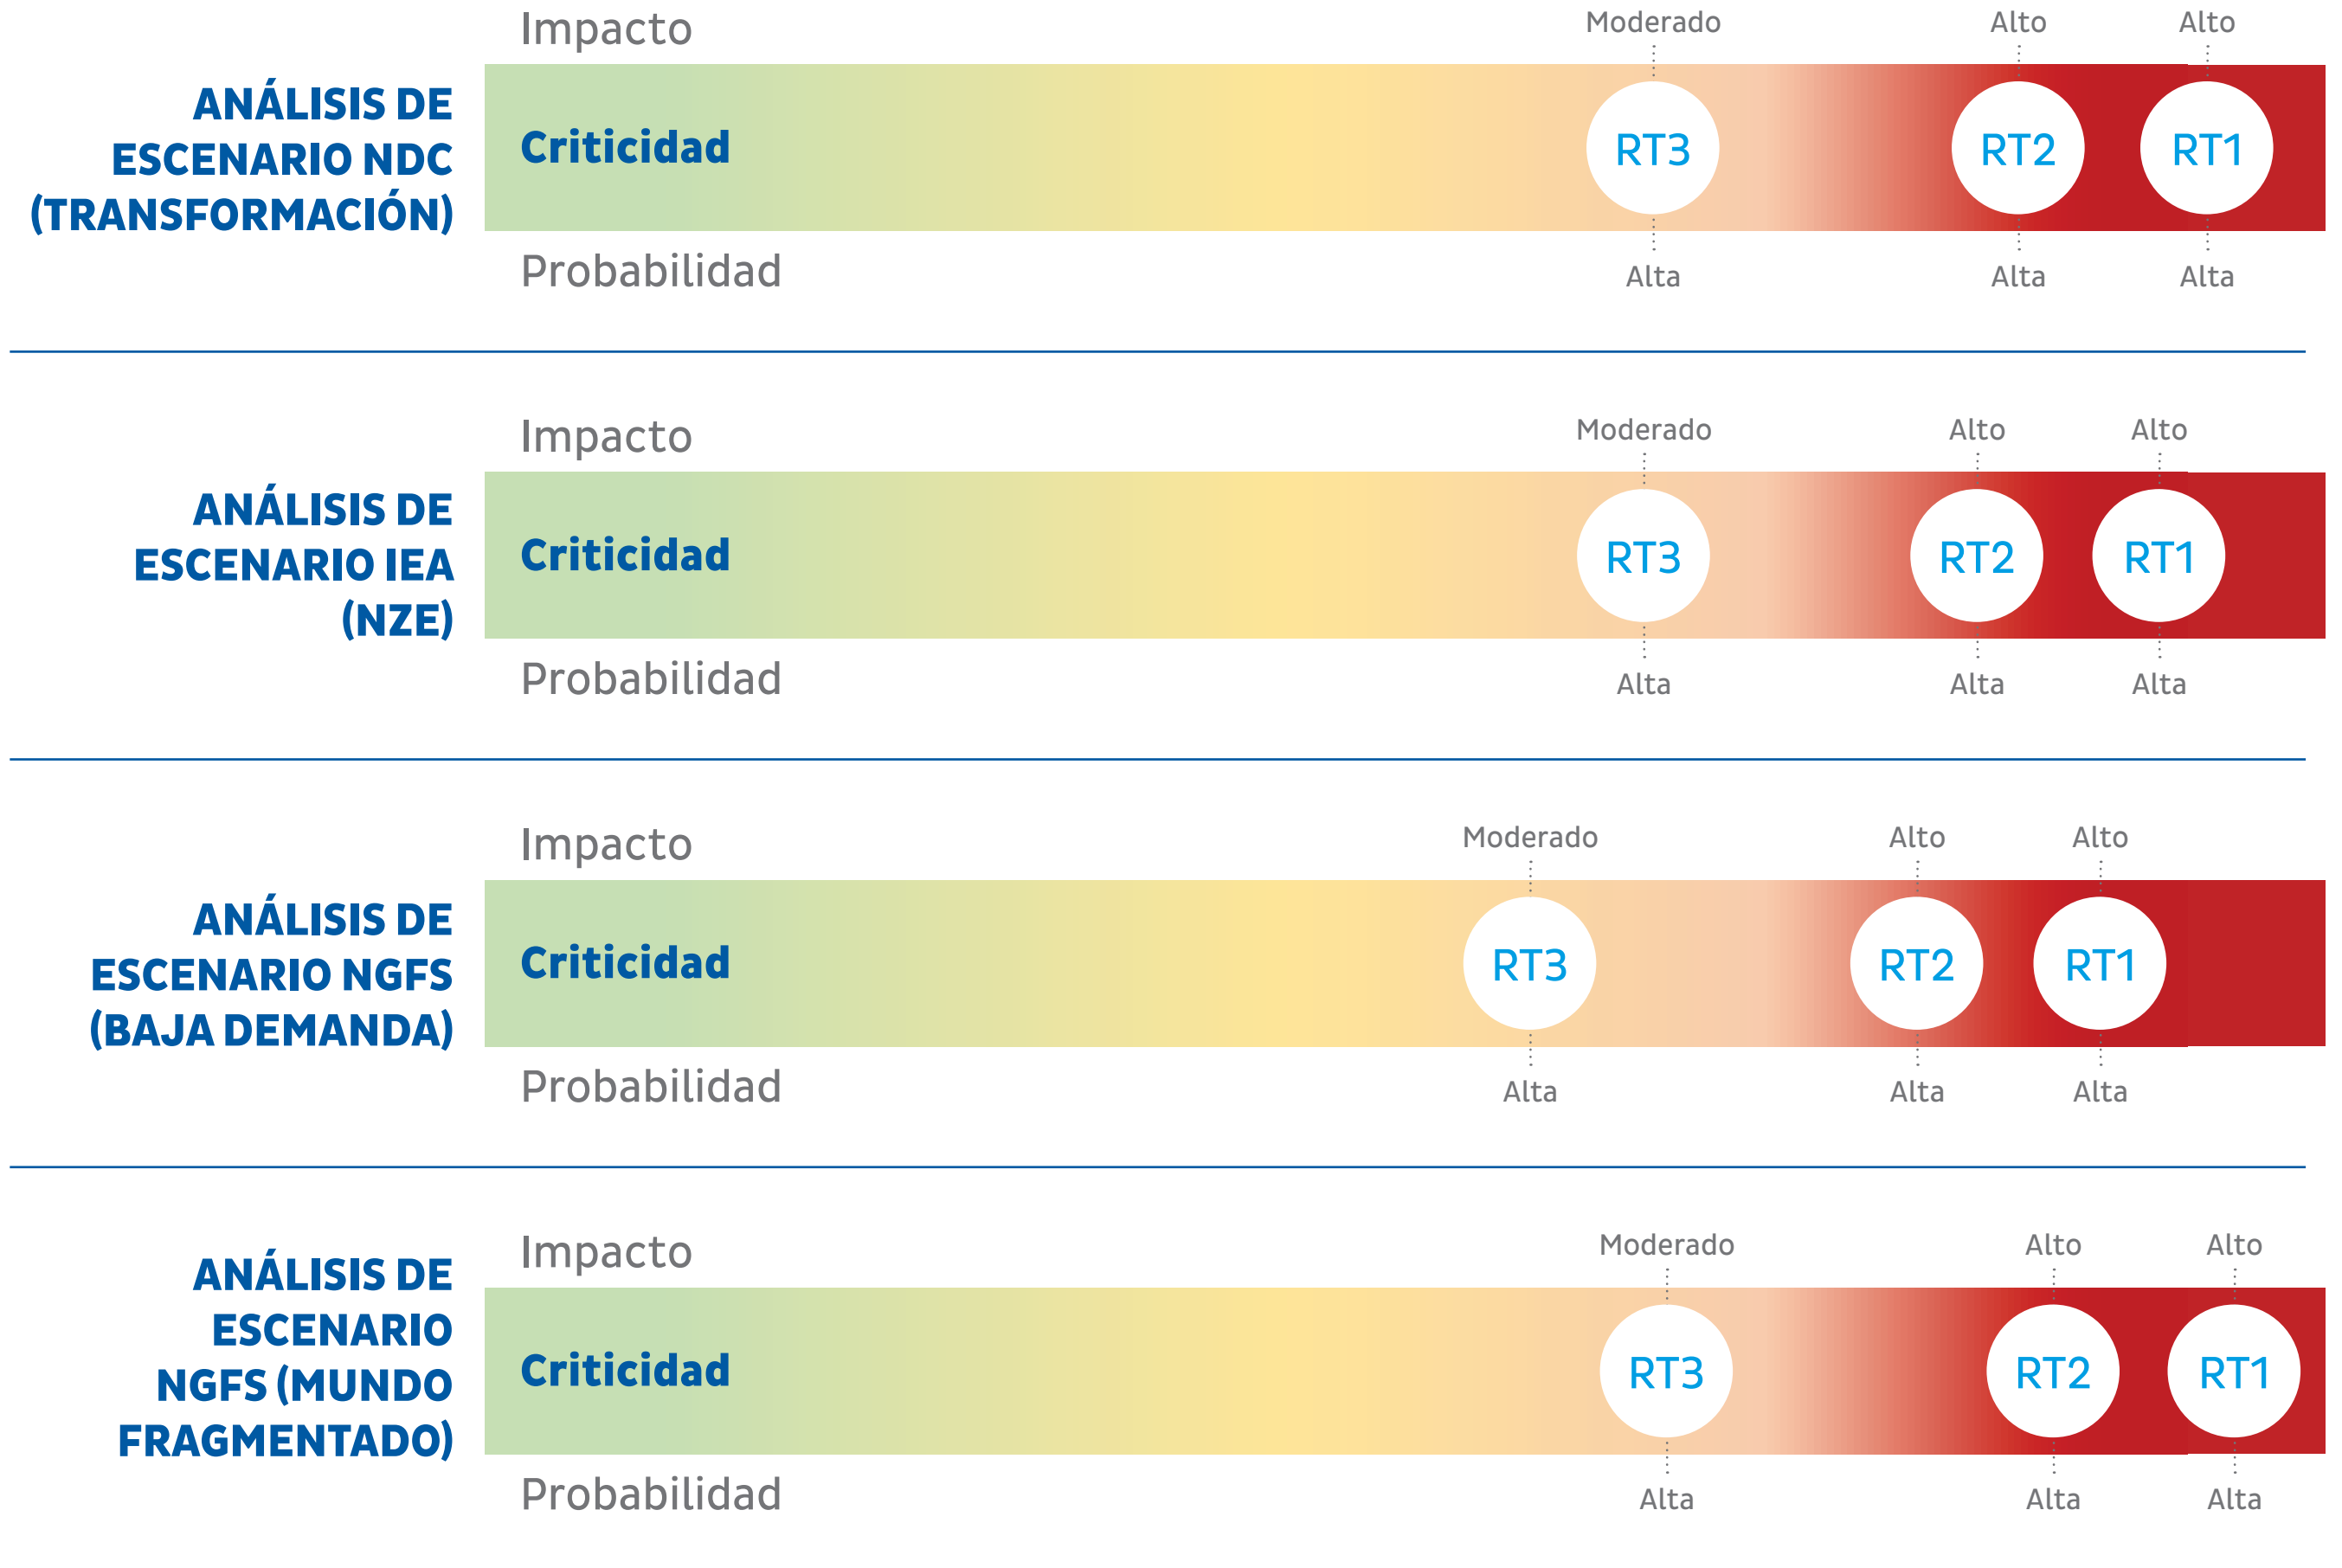 Impacto
Moderado
Alto
Alto
ANÁLISIS DE
ESCENARIO NDC
(TRANSFORMACIÓN)
Criticidad
RT3
RT2
RT1
Probabilidad
Alta
Alta
Alta
Impacto
Moderado
Alto
Alto
ANÁLISIS DE
ESCENARIO IEA
(NZE)
Criticidad
RT3
RT2
RT1
Probabilidad
Alta
Alta
Alta
Impacto
Moderado
Alto
Alto
ANÁLISIS DE
ESCENARIO NGFS
(BAJA DEMANDA)
Criticidad
RT3
RT2
RT1
Probabilidad
Alta
Alta
Alta
Impacto
Moderado
Alto
Alto
ANÁLISIS DE
ESCENARIO
NGFS (MUNDO
FRAGMENTADO)
Criticidad
RT3
RT2
RT1
Probabilidad
Alta
Alta
Alta